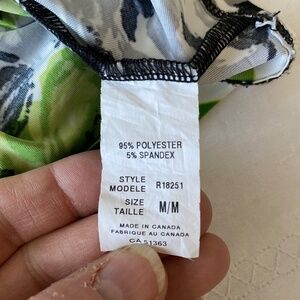 95% POLYESTER
5% SPANDEX
STYLE
MODELE R18251
SIZE
TAILLE M/M
MADE IN CANADA
FABRIQUE AU CANADA
CA 51363